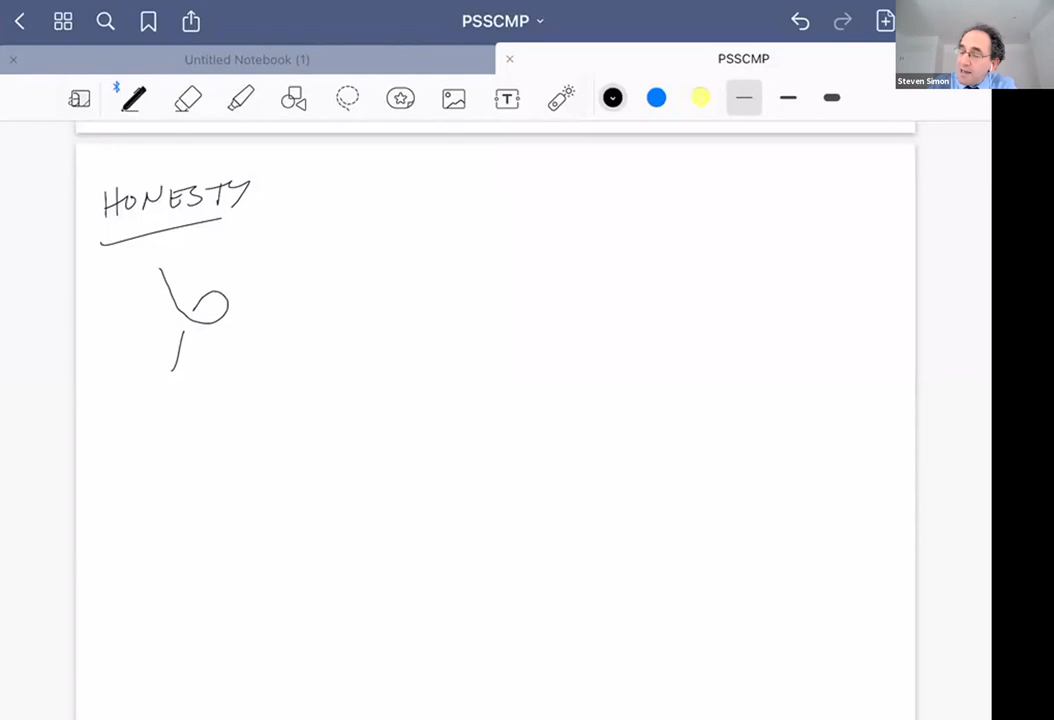 PSSCMP
Untitled Notebook (1)
PSSCMP
T
Steven Simon
HONESTY